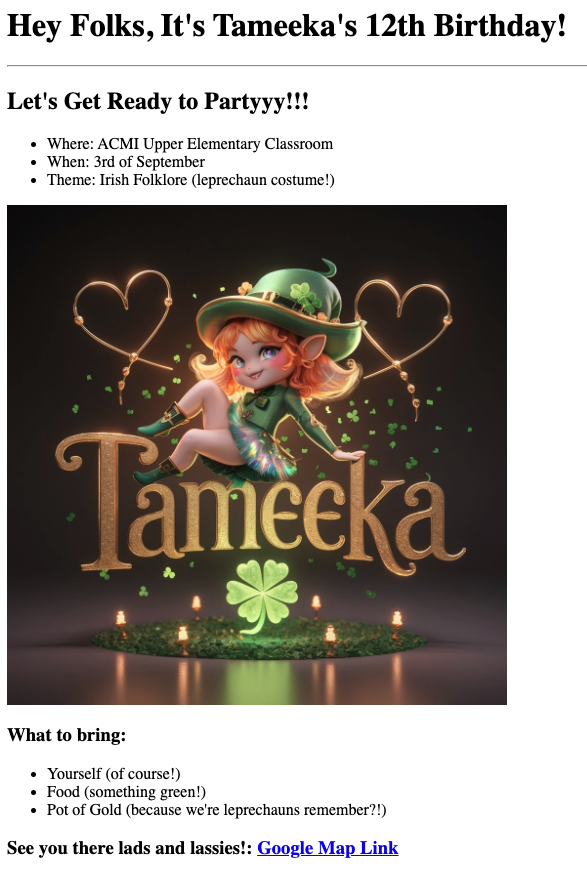 Hey Folks, It's Tameeka's 12th Birthday!
Let's Get Ready to Partyyy!!!
Where: ACMI Upper Elementary Classroom
When: 3rd of September
Theme: Irish Folklore (leprechaun costume!)
Tameeka
What to bring:
Yourself (of course!)
Food (something green!)
Pot of Gold (because we're leprechauns remember?!)
See you there lads and lassies!: Google Map Link